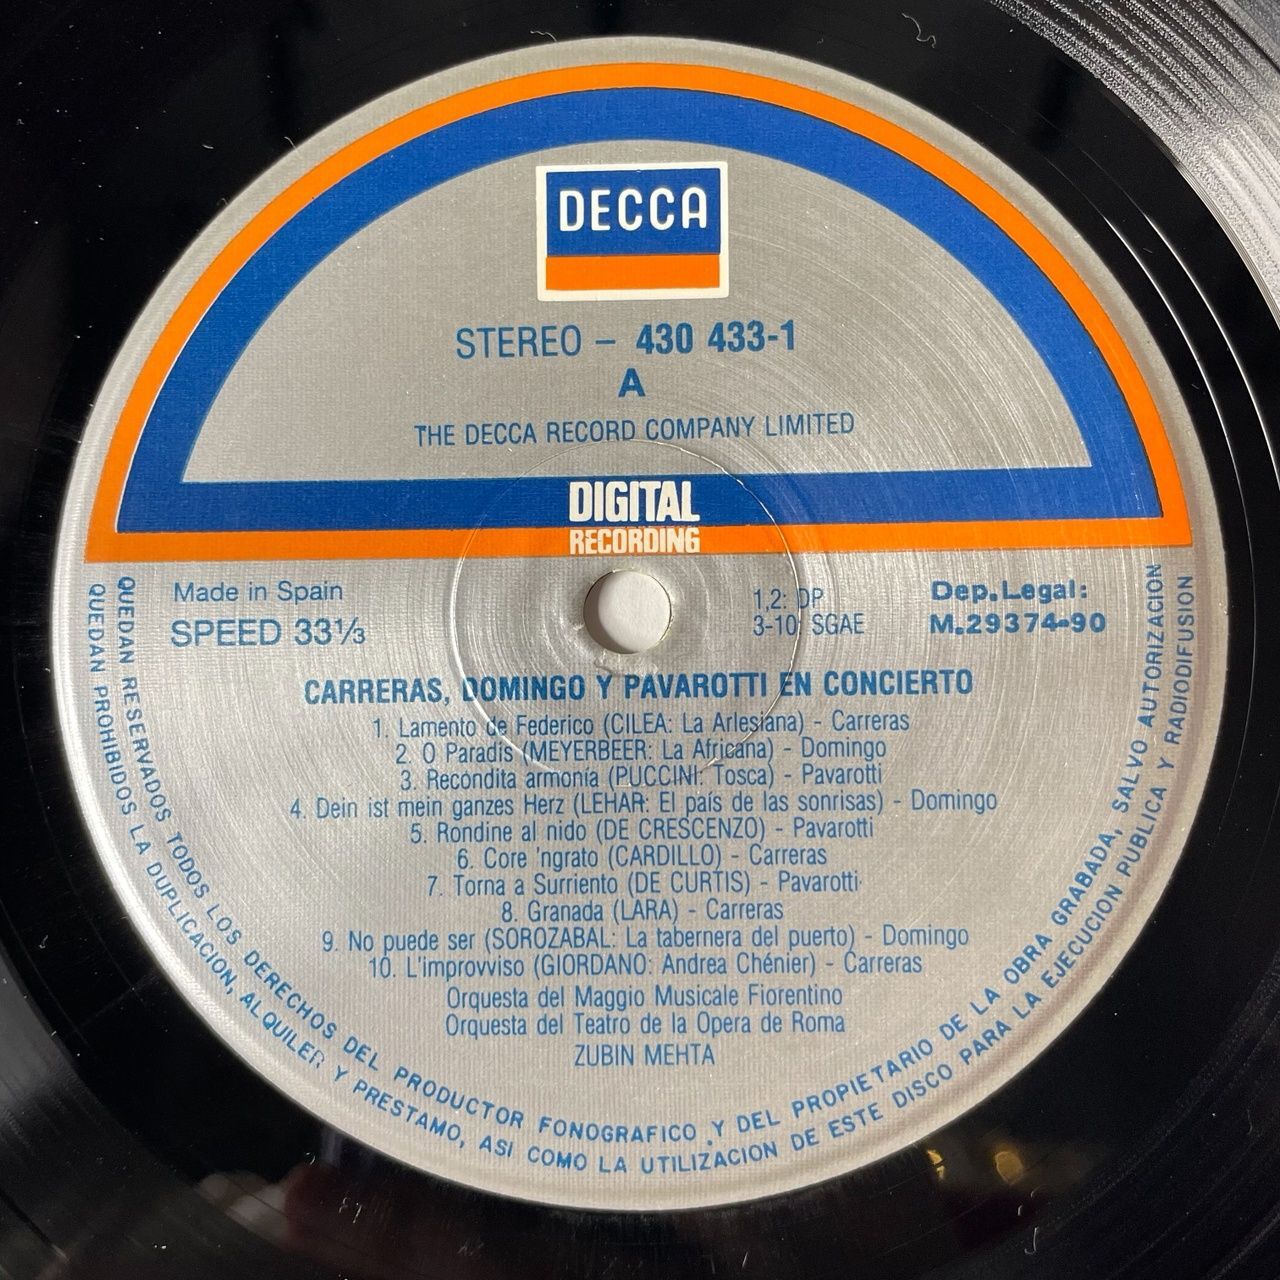 DECCA
STEREO – 430 433-1
A
THE DECCA RECORD COMPANY LIMITED
DIGITAL
RECORDING
Made in Spain
SPEED 33⅓
1,2: DP
3-10 SGAE
Dep.Legal:
M.29374-90
CARRERAS, DOMINGO Y PAVAROTTI EN CONCIERTO
1. Lamento de Federico (CILEA: La Arlesiana) - Carreras
2. O Paradis (MEYERBEER: La Africana) - Domingo
3. Recondita armonia (PUCCINI: Tosca) - Pavarotti
4. Dein ist mein ganzes Herz (LEHAR: El país de las sonrisas) - Domingo
5. Rondine al nido (DE CRESCENZO) - Pavarotti
6. Core 'ngrato (CARDILLO) - Carreras
7. Torna a Surriento (DE CURTIS) - Pavarotti
8. Granada (LARA) - Carreras
9. No puede ser (SOROZABAL: La tabernera del puerto) - Domingo
10. L'improvviso (GIORDANO: Andrea Chénier) - Carreras
Orquesta del Maggio Musicale Fiorentino
Orquesta del Teatro de la Opera de Roma
ZUBIN MEHTA
QUEDAN RESERVADOS TODOS LOS DERECHOS DEL PRODUCTOR FONOGRAFICO Y DEL PROPIETARIO DE LA OBRA GRABADA, SALVO AUTORIZACION
QUEDAN PROHIBIDOS LA DUPLICACION, ALQUILER Y PRESTAMO, ASI COMO LA UTILIZACION DE ESTE DISCO PARA LA EJECUCION PUBLICA Y RADIODIFUSION